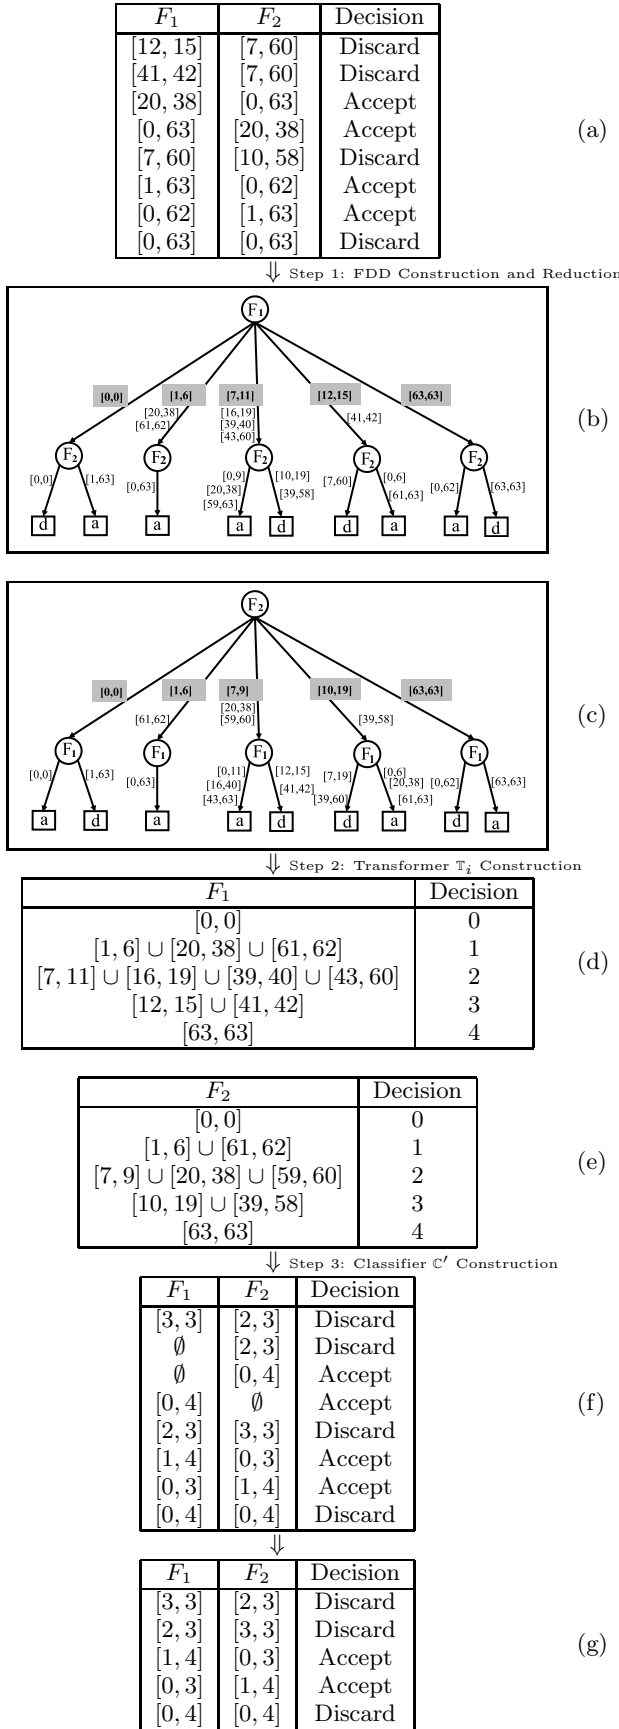 F1 F2 Decision
[12, 15] [7, 60] Discard
[41, 42] [7, 60] Discard
[20, 38] [0, 63] Accept
[0, 63] [20, 38] Accept
[7, 60] [10, 58] Discard
[1, 63] [0, 62] Accept
[0, 62] [1, 63] Accept
[0, 63] [0, 63] Discard
(a)
⇓ Step 1: FDD Construction and Reduction
F1
[0,0] [1,6] [7,11] [12,15] [63,63]
[20,38] [16,19] [41,42]
[61,62] [39,40]
[43,60]
F2 F2 F2 F2 F2
[0,0] [1,63] [0,63] [0,9] [10,19] [7,60] [0,6] [0,62] [63,63]
[20,38] [39,58] [61,63]
[59,63]
d a a a d d a a d
(b)
F2
[0,0] [1,6] [7,9] [10,19] [63,63]
[61,62] [20,38] [39,58]
[59,60]
F1 F1 F1 F1 F1
[0,0] [1,63] [0,63] [0,11] [12,15] [7,19] [0,6] [0,62] [63,63]
[16,40] [41,42] [39,60] [20,38]
[43,63] [61,63]
a d a a d d a d a
(c)
⇓ Step 2: Transformer 𝕋i Construction
F1 Decision
[0, 0] 0
[1, 6] ∪ [20, 38] ∪ [61, 62] 1
[7, 11] ∪ [16, 19] ∪ [39, 40] ∪ [43, 60] 2
[12, 15] ∪ [41, 42] 3
[63, 63] 4
(d)
F2 Decision
[0, 0] 0
[1, 6] ∪ [61, 62] 1
[7, 9] ∪ [20, 38] ∪ [59, 60] 2
[10, 19] ∪ [39, 58] 3
[63, 63] 4
(e)
⇓ Step 3: Classifier ℂ′ Construction
F1 F2 Decision
[3, 3] [2, 3] Discard
∅ [2, 3] Discard
∅ [0, 4] Accept
[0, 4] ∅ Accept
[2, 3] [3, 3] Discard
[1, 4] [0, 3] Accept
[0, 3] [1, 4] Accept
[0, 4] [0, 4] Discard
(f)
⇓
F1 F2 Decision
[3, 3] [2, 3] Discard
[2, 3] [3, 3] Discard
[1, 4] [0, 3] Accept
[0, 3] [1, 4] Accept
[0, 4] [0, 4] Discard
(g)